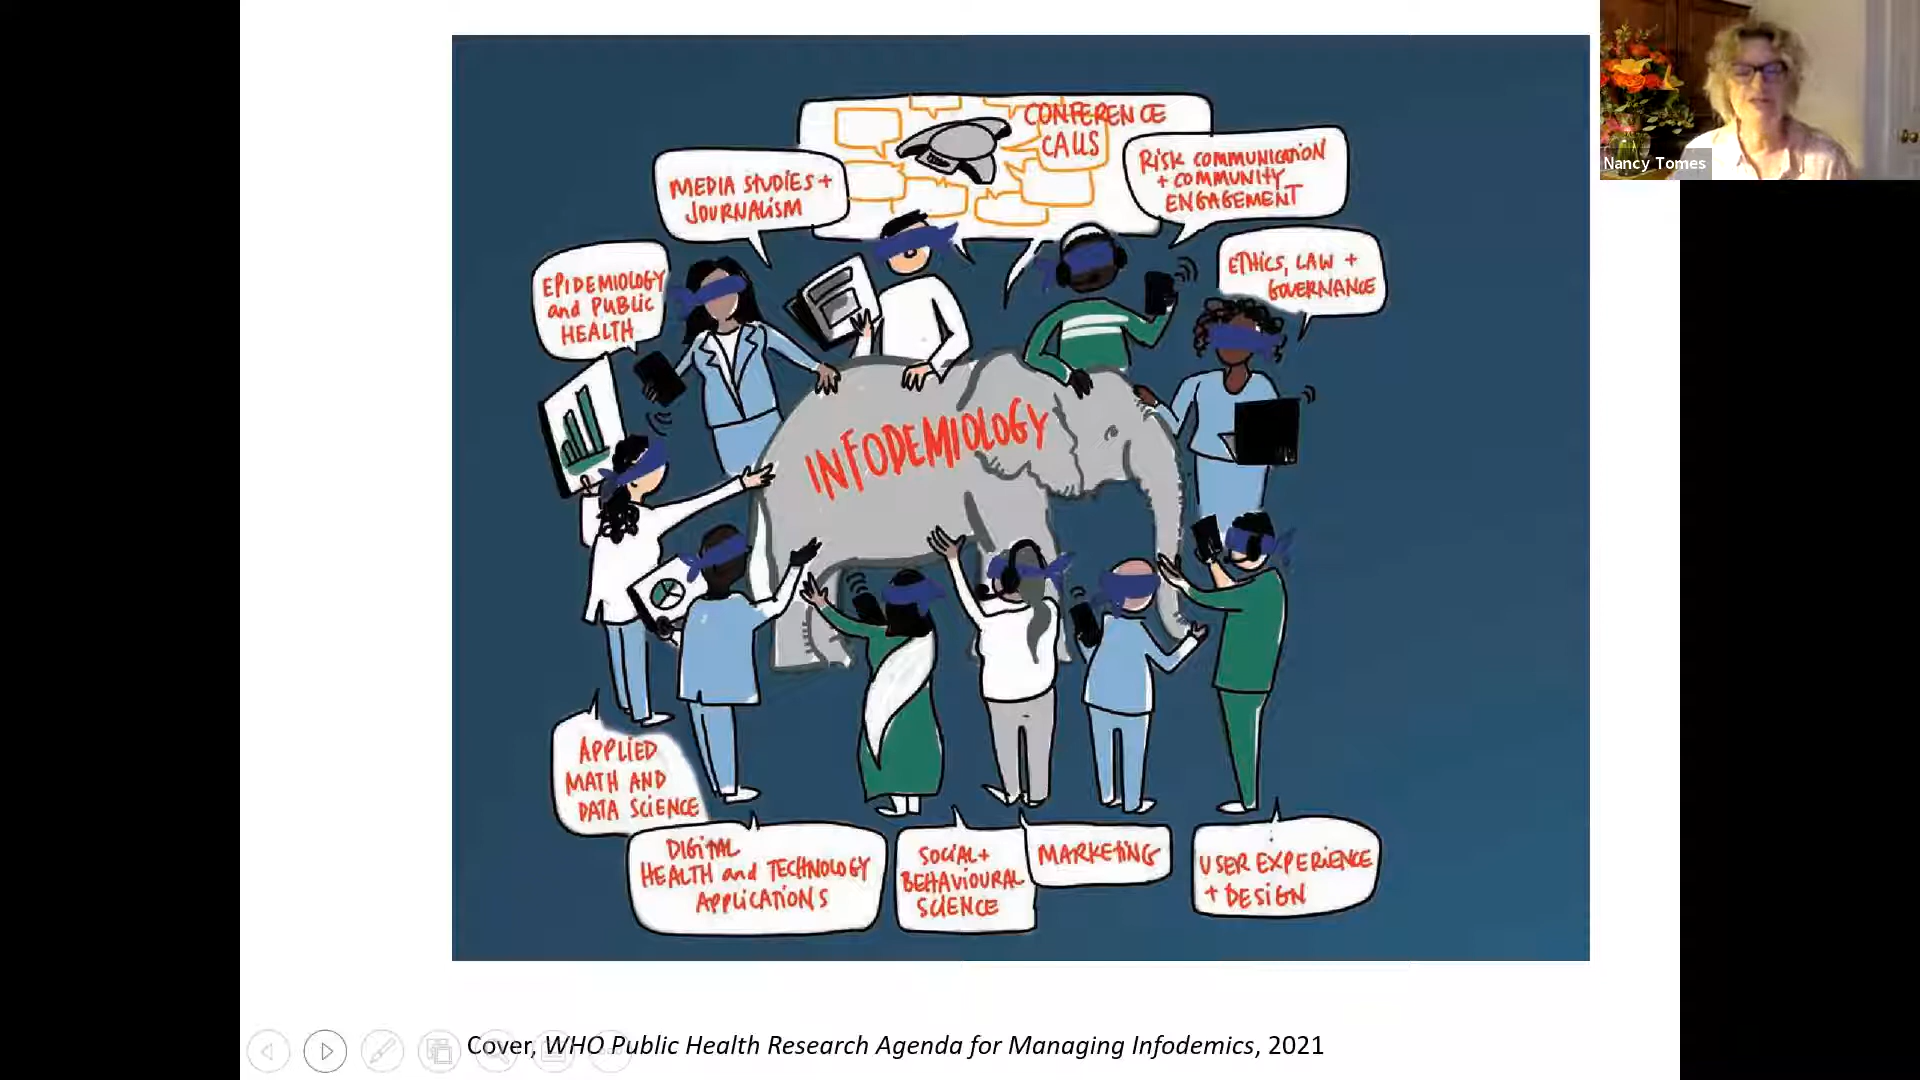 CONFERENCE
CALLS
RISK COMMUNICATION
+ COMMUNITY
ENGAGEMENT
MEDIA STUDIES +
JOURNALISM
Nancy Tomes
ETHICS, LAW +
GOVERNANCE
EPIDEMIOLOGY
and PUBLIC
HEALTH
INFODEMIOLOGY
APPLIED
MATH AND
DATA SCIENCE
DIGITAL
HEALTH and TECHNOLOGY
APPLICATIONS
SOCIAL +
BEHAVIOURAL
SCIENCE
MARKETING
USER EXPERIENCE
+ DESIGN
Cover, WHO Public Health Research Agenda for Managing Infodemics, 2021